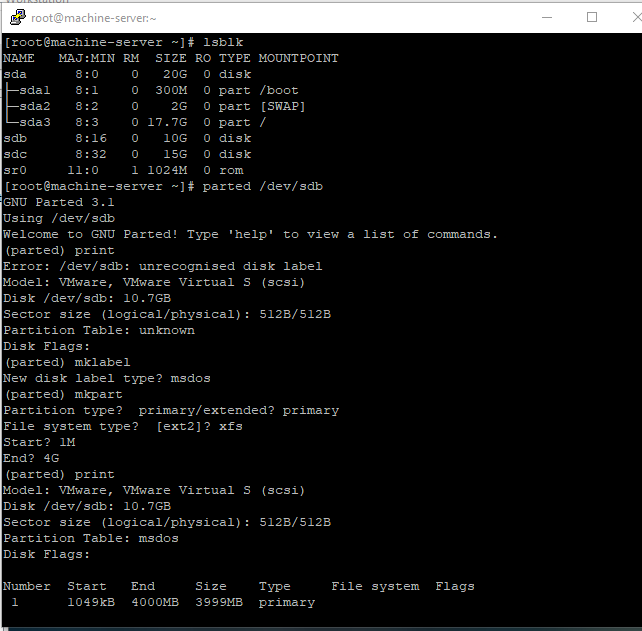 root@machine-server:~
[root@machine-server ~]# lsblk
NAME   MAJ:MIN RM  SIZE RO TYPE MOUNTPOINT
sda      8:0    0   20G  0 disk
├─sda1   8:1    0  300M  0 part /boot
├─sda2   8:2    0    2G  0 part [SWAP]
└─sda3   8:3    0 17.7G  0 part /
sdb      8:16   0   10G  0 disk
sdc      8:32   0   15G  0 disk
sr0     11:0    1 1024M  0 rom
[root@machine-server ~]# parted /dev/sdb
GNU Parted 3.1
Using /dev/sdb
Welcome to GNU Parted! Type 'help' to view a list of commands.
(parted) print
Error: /dev/sdb: unrecognised disk label
Model: VMware, VMware Virtual S (scsi)
Disk /dev/sdb: 10.7GB
Sector size (logical/physical): 512B/512B
Partition Table: unknown
Disk Flags:
(parted) mklabel
New disk label type? msdos
(parted) mkpart
Partition type?  primary/extended? primary
File system type?  [ext2]? xfs
Start? 1M
End? 4G
(parted) print
Model: VMware, VMware Virtual S (scsi)
Disk /dev/sdb: 10.7GB
Sector size (logical/physical): 512B/512B
Partition Table: msdos
Disk Flags:
Number  Start   End     Size    Type     File system  Flags
 1      1049kB  4000MB  3999MB  primary